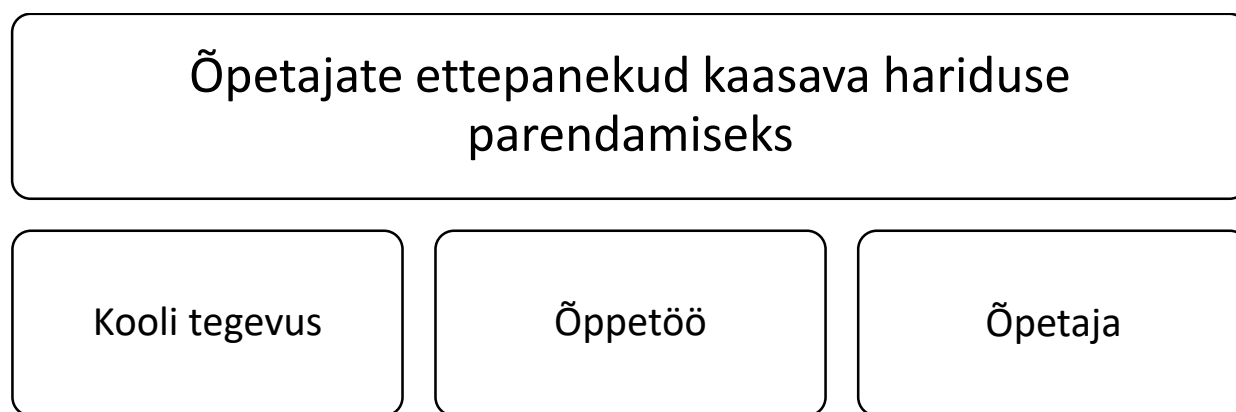 Õpetajate ettepanekud kaasava hariduse
parendamiseks
Kooli tegevus
Õppetöö
Õpetaja